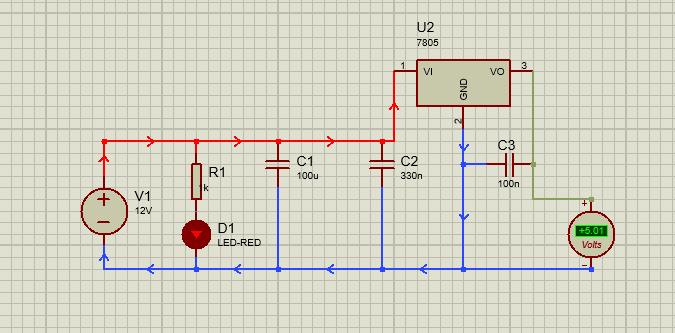 U2
7805
1
VI
VO
3
GND
2
R1
1k
C1
100u
C2
330n
C3
100n
V1
12V
D1
LED-RED
+
+5.01
Volts
−